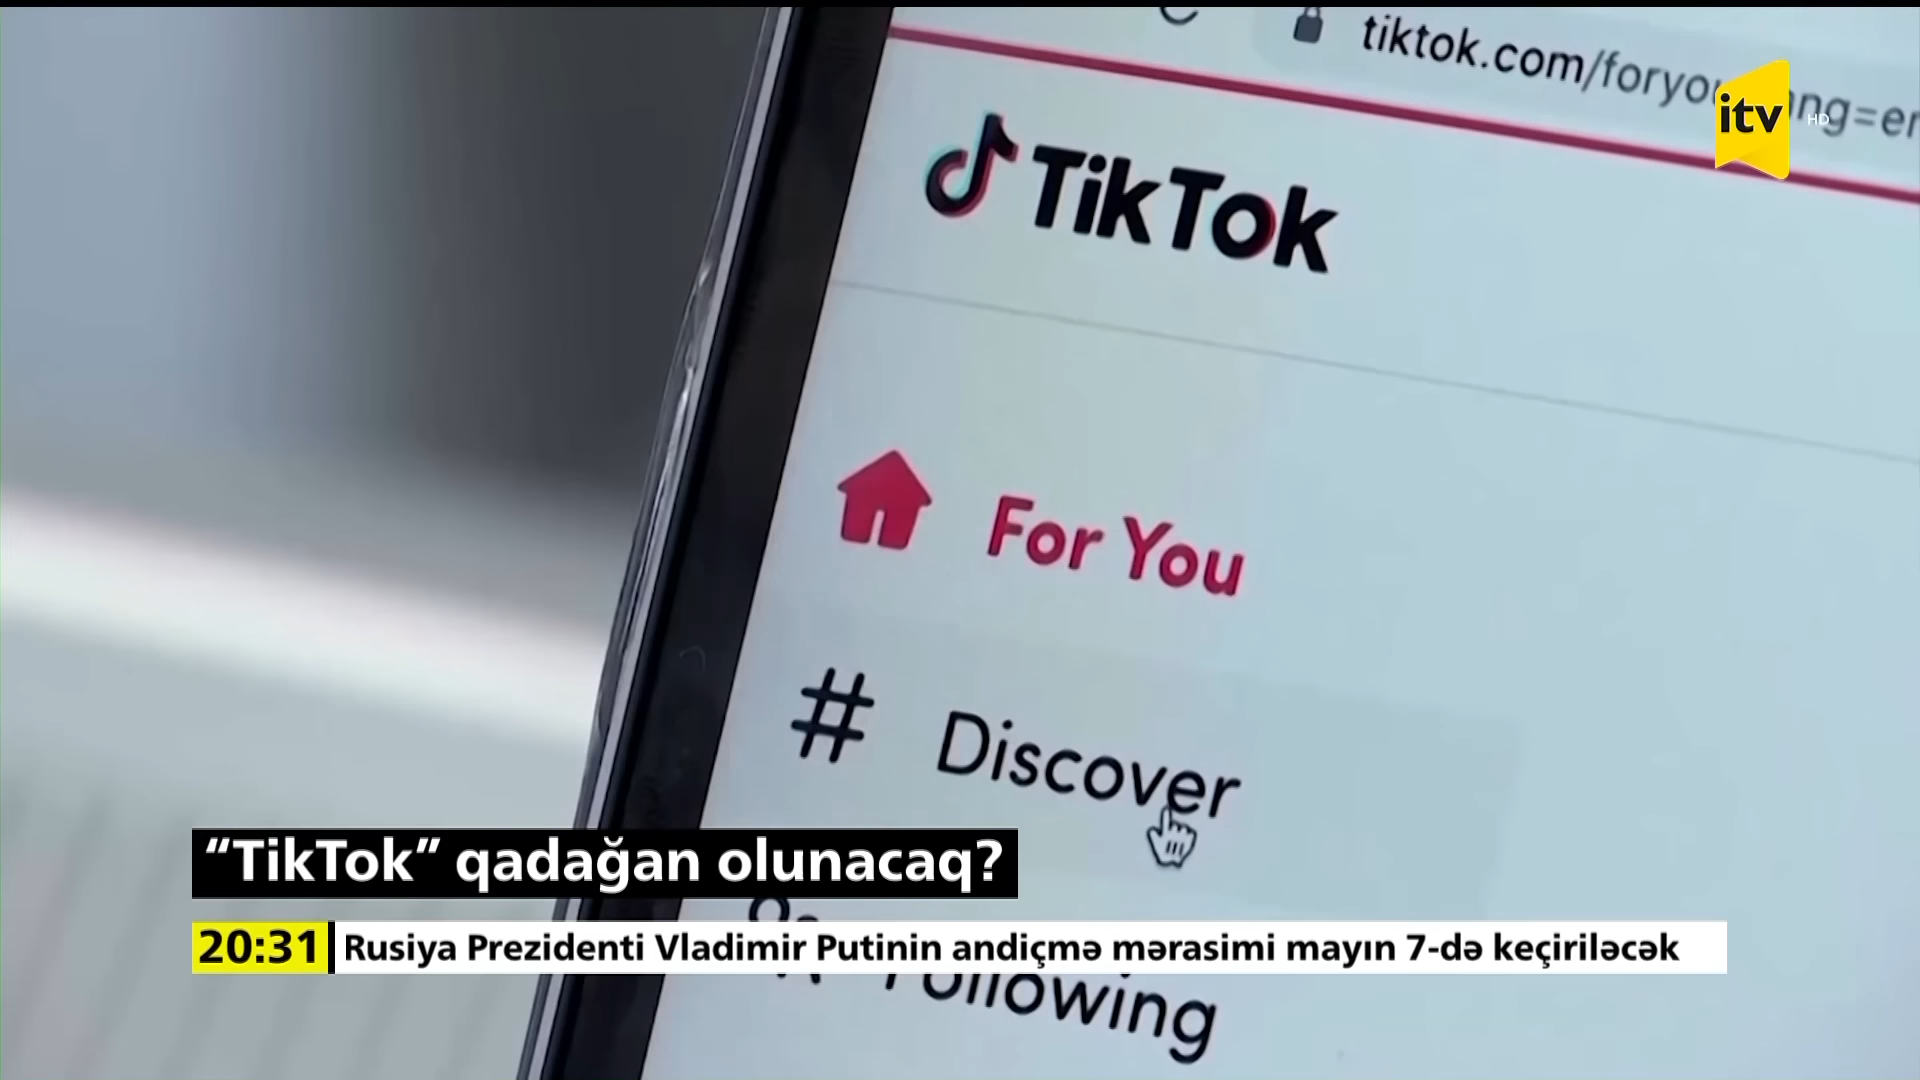 tiktok.com/foryou
itv
HD
TikTok
For You
# Discover
“TikTok” qadağan olunacaq?
20:31 Rusiya Prezidenti Vladimir Putinin andiçmə mərasimi mayın 7-də keçiriləcək
Following